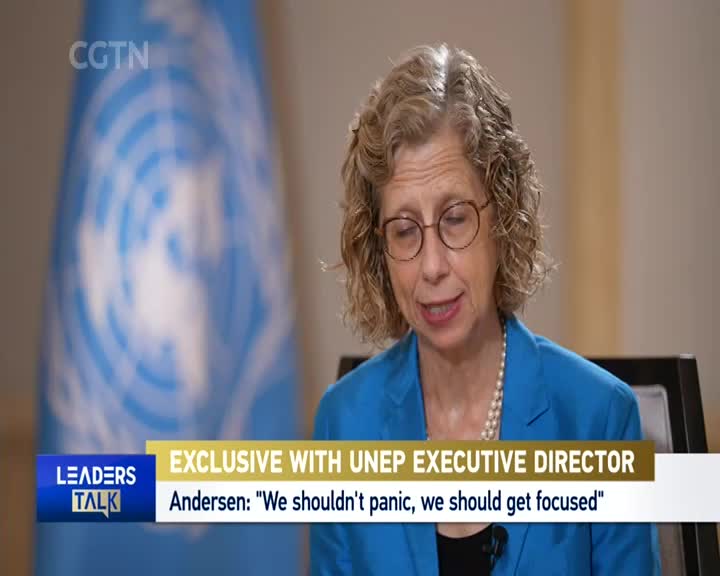 CGTN
EXCLUSIVE WITH UNEP EXECUTIVE DIRECTOR
LEADERS
TALK
Andersen: "We shouldn't panic, we should get focused"